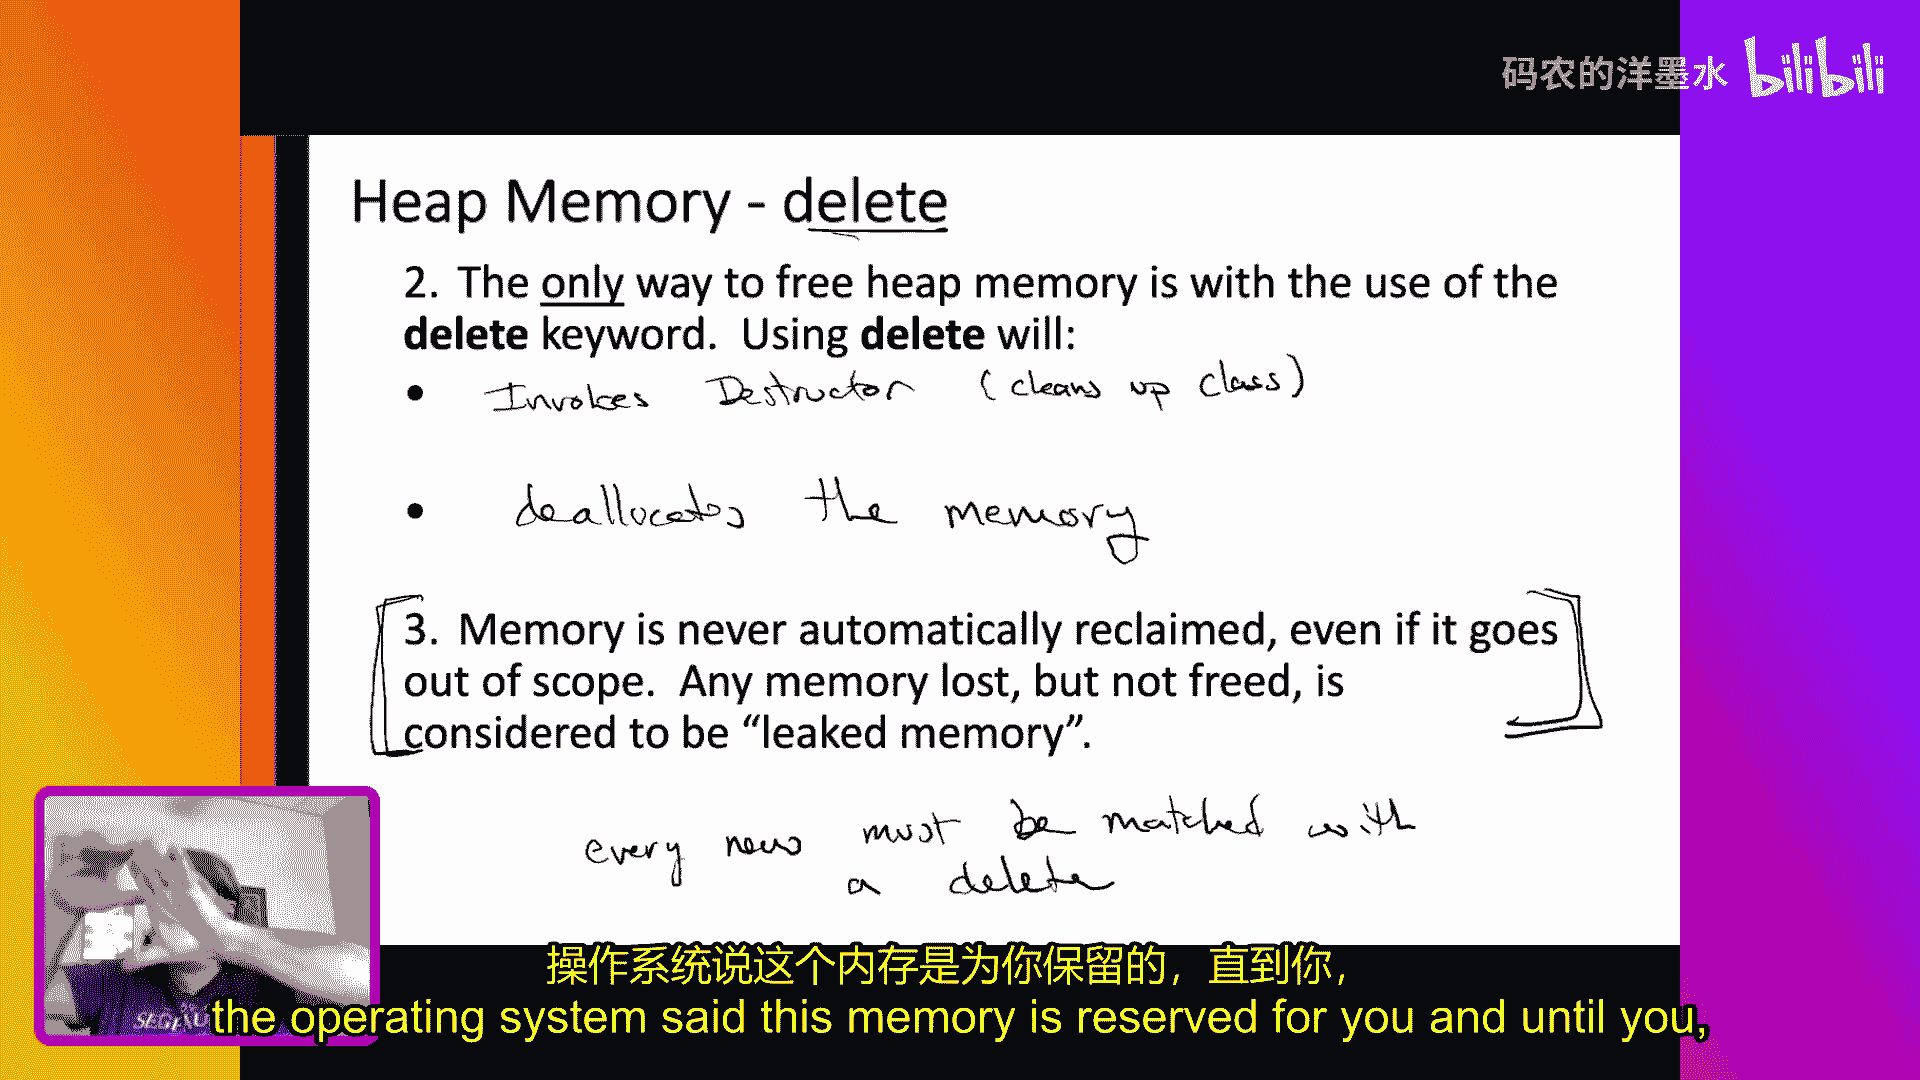 码农的洋墨水 bilibili
Heap Memory - delete
2. The only way to free heap memory is with the use of the
delete keyword. Using delete will:
• Invokes Destructor (cleans up class)
• deallocates the memory
3. Memory is never automatically reclaimed, even if it goes
out of scope. Any memory lost, but not freed, is
considered to be “leaked memory”.
every new must be matched with
a delete
操作系统说这个内存是为你保留的，直到你，
the operating system said this memory is reserved for you and until you,